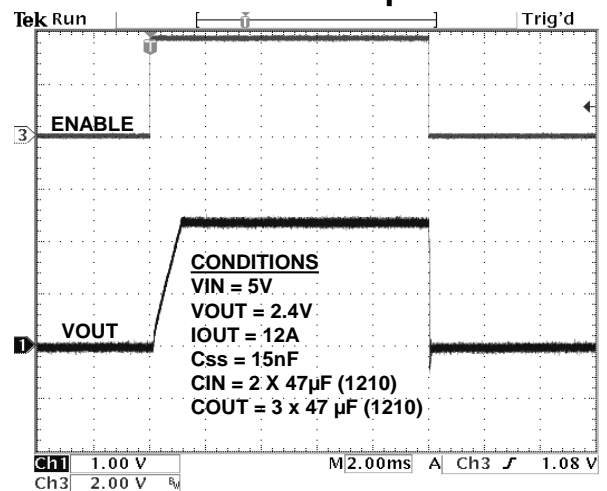 Tek Run Trig'd
T
T
ENABLE
3
CONDITIONS
VIN = 5V
VOUT = 2.4V
VOUT
IOUT = 12A
1
Css = 15nF
CIN = 2 X 47µF (1210)
COUT = 3 x 47 µF (1210)
Ch1 1.00 V M 2.00ms A Ch3 1.08 V
Ch3 2.00 V BW